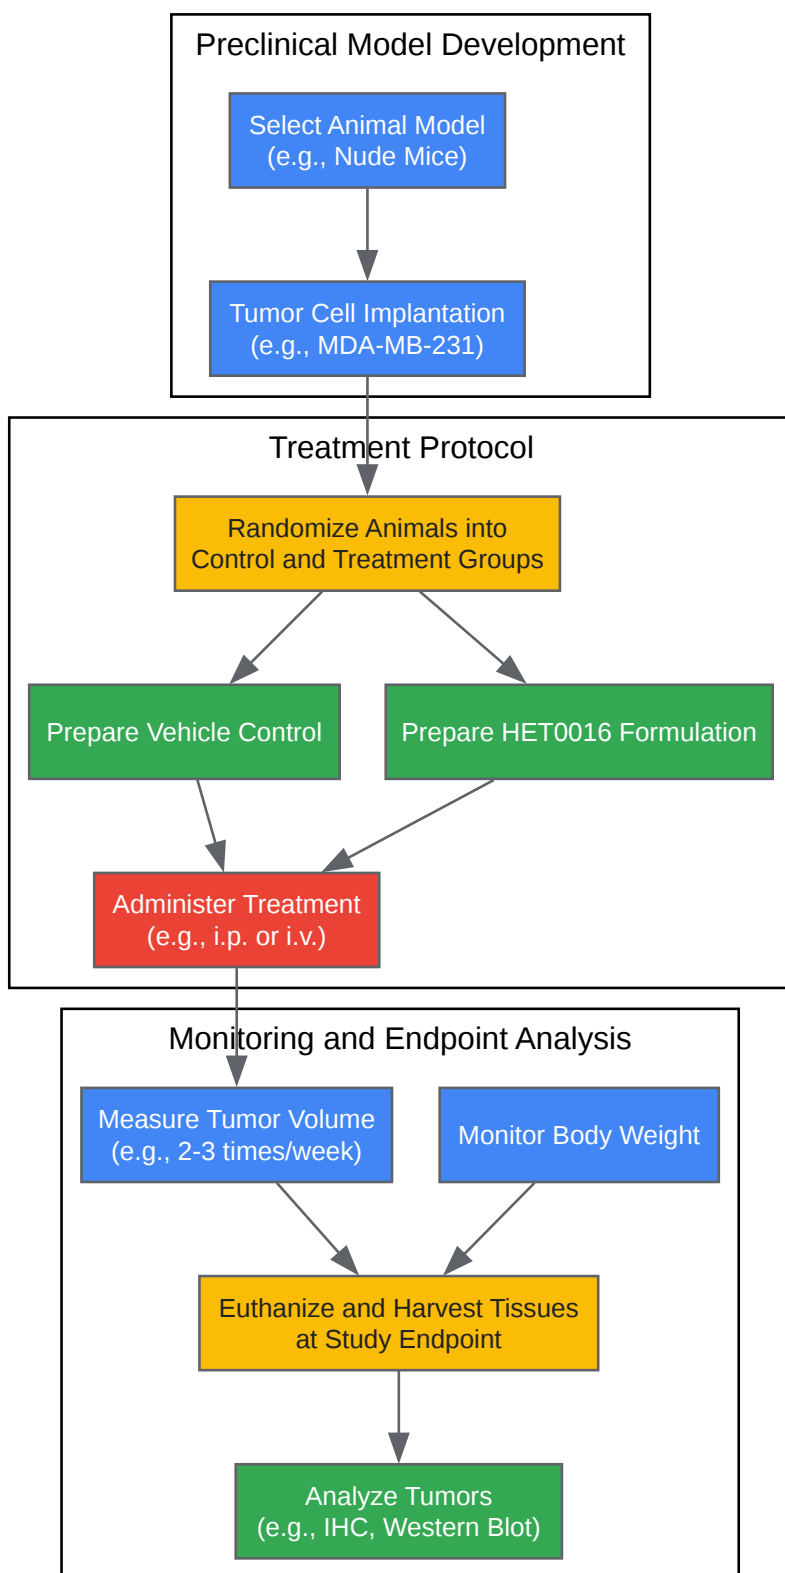 Preclinical Model Development
Select Animal Model
(e.g., Nude Mice)
Tumor Cell Implantation
(e.g., MDA-MB-231)
Treatment Protocol
Randomize Animals into
Control and Treatment Groups
Prepare Vehicle Control
Prepare HET0016 Formulation
Administer Treatment
(e.g., i.p. or i.v.)
Monitoring and Endpoint Analysis
Measure Tumor Volume
(e.g., 2-3 times/week)
Monitor Body Weight
Euthanize and Harvest Tissues
at Study Endpoint
Analyze Tumors
(e.g., IHC, Western Blot)